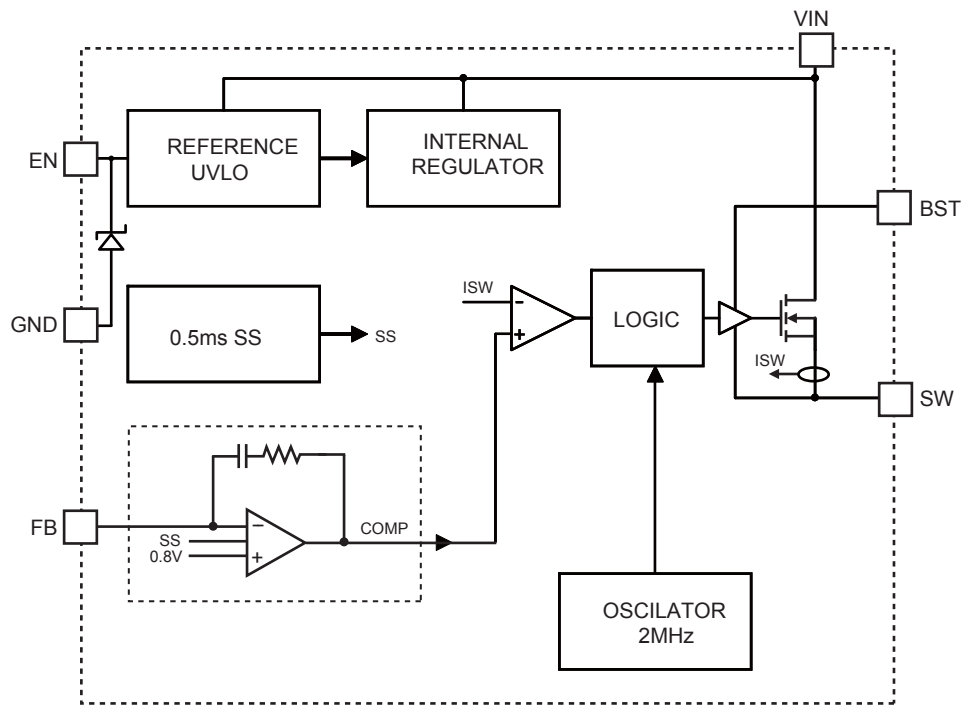 VIN
EN
REFERENCE
UVLO
INTERNAL
REGULATOR
BST
GND
0.5ms SS
SS
ISW
−
+
LOGIC
ISW
SW
FB
−
SS
0.8V
+
COMP
OSCILATOR
2MHz